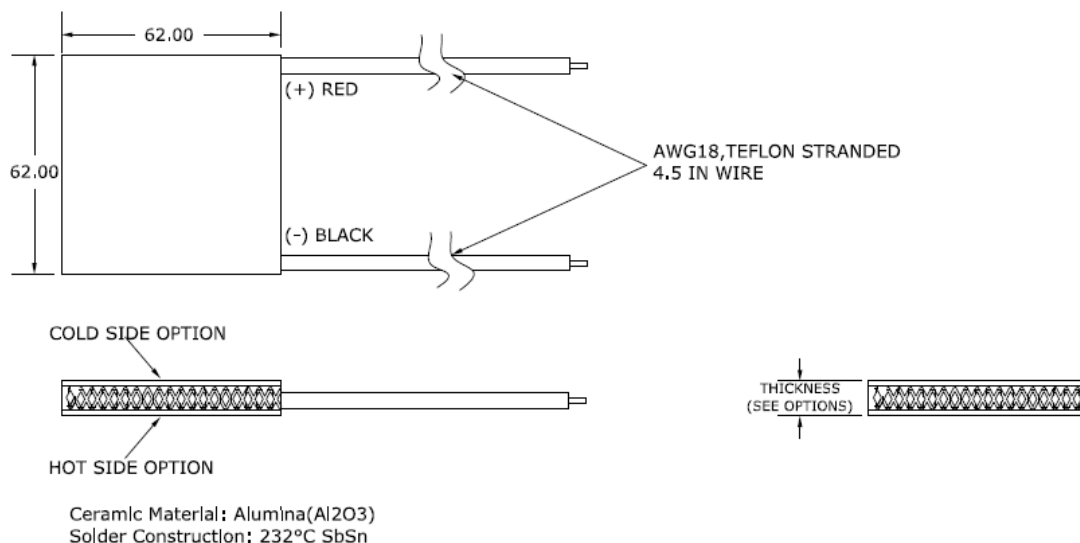 62.00
62.00
(+) RED
AWG18,TEFLON STRANDED
4.5 IN WIRE
(-) BLACK
COLD SIDE OPTION
THICKNESS
(SEE OPTIONS)
HOT SIDE OPTION
Ceramic Material: Alumina(Al2O3)
Solder Construction: 232°C SbSn